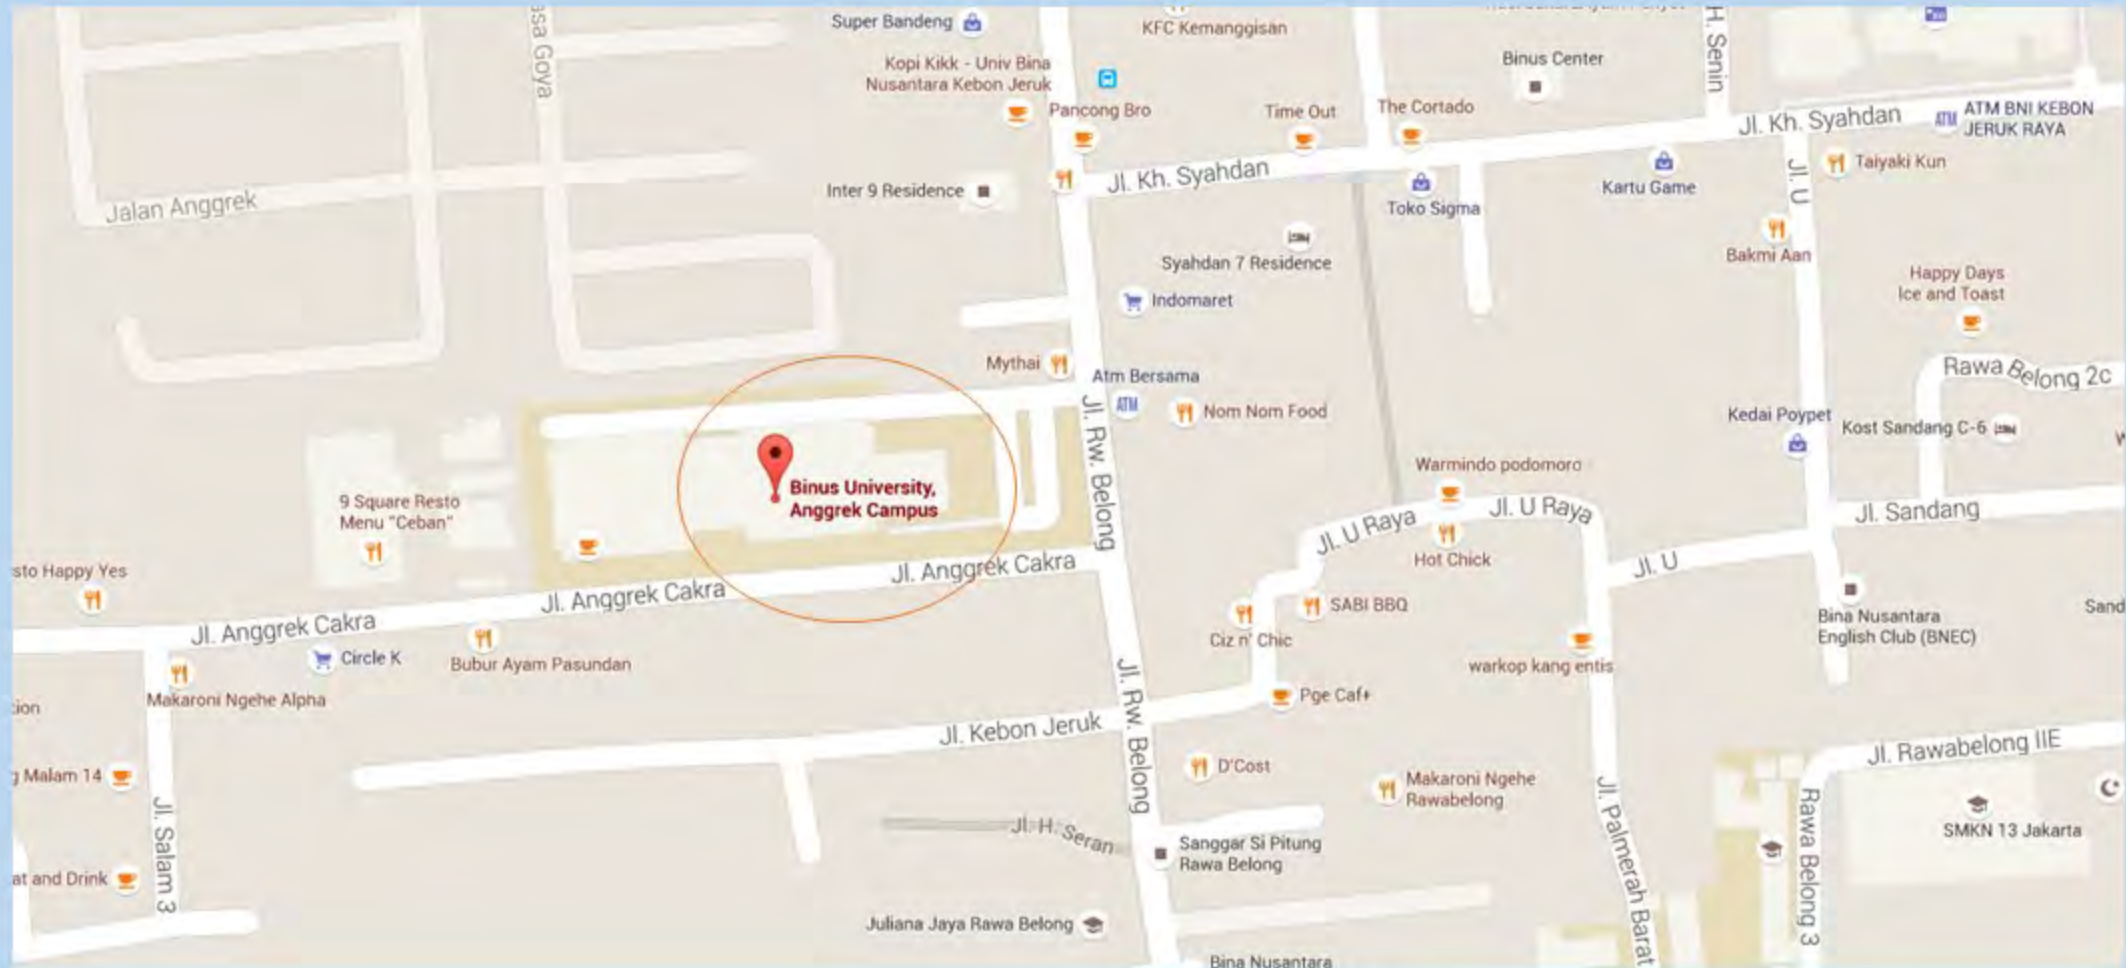 Super Bandeng
KFC Kemanggisan
Kopi Kikk - Univ Bina
Nusantara Kebon Jeruk
Pancong Bro
Time Out
The Cortado
Binus Center
H. Senin
ATM
ATM BNI KEBON
JERUK RAYA
Jl. Kh. Syahdan
Jl. Kh. Syahdan
Goya
Jalan Anggrek
Inter 9 Residence
Toko Sigma
Kartu Game
Jl. U
Taiyaki Kun
Bakmi Aan
Syahdan 7 Residence
Indomaret
Happy Days
Ice and Toast
Mythai
Atm Bersama
ATM
Nom Nom Food
Rawa Belong 2c
Kedai Poypet
Kost Sandang C-6
Jl. Rw. Belong
Warmindo podomoro
Binus University,
Anggrek Campus
9 Square Resto
Menu "Ceban"
Jl. U Raya
Jl. U Raya
Jl. Sandang
Hot Chick
Jl. U
sto Happy Yes
Jl. Anggrek Cakra
Jl. Anggrek Cakra
Jl. Anggrek Cakra
SABI BBQ
Ciz n' Chic
Bina Nusantara
English Club (BNEC)
Sand
Circle K
Bubur Ayam Pasundan
warkop kang entis
Makaroni Ngehe Alpha
Pge Caf+
Jl. Rw. Belong
Jl. Kebon Jeruk
Jl. Rawabelong IIE
D'Cost
Malam 14
Makaroni Ngehe
Rawabelong
Jl. Salam 3
Jl. H. Seran
Sanggar Si Pitung
Rawa Belong
Jl. Palmerah Barat
Rawa Belong 3
SMKN 13 Jakarta
at and Drink
Juliana Jaya Rawa Belong
Bina Nusantara